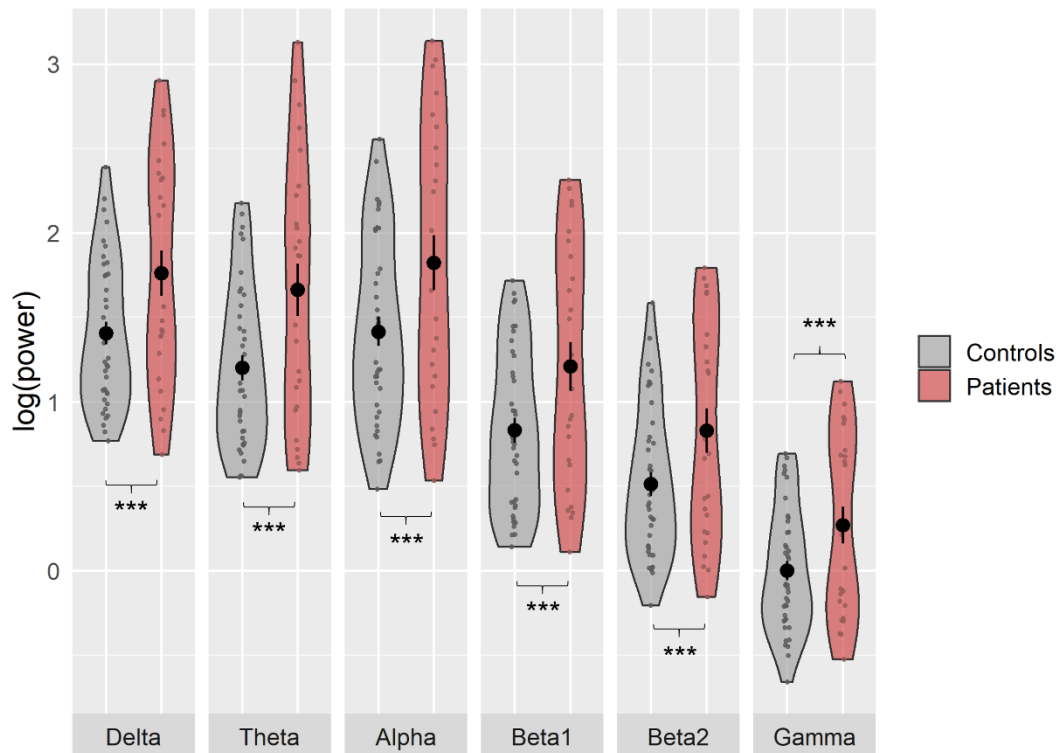 log(power)
3
2
1
0
***
***
***
***
***
***
Delta
Theta
Alpha
Beta1
Beta2
Gamma
Controls
Patients